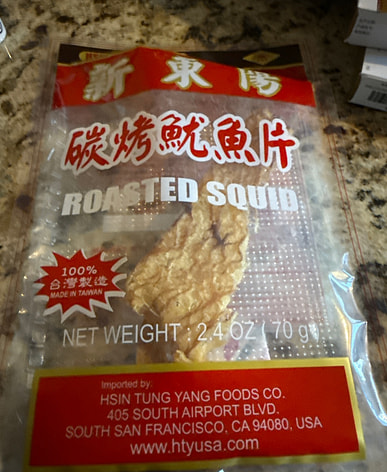 新東陽
碳烤魷魚片
ROASTED SQUID
100%
台灣製造
MADE IN TAIWAN
NET WEIGHT : 2.4 OZ ( 70 g)
Imported by:
HSIN TUNG YANG FOODS CO.
405 SOUTH AIRPORT BLVD.
SOUTH SAN FRANCISCO, CA 94080, USA
www.htyusa.com